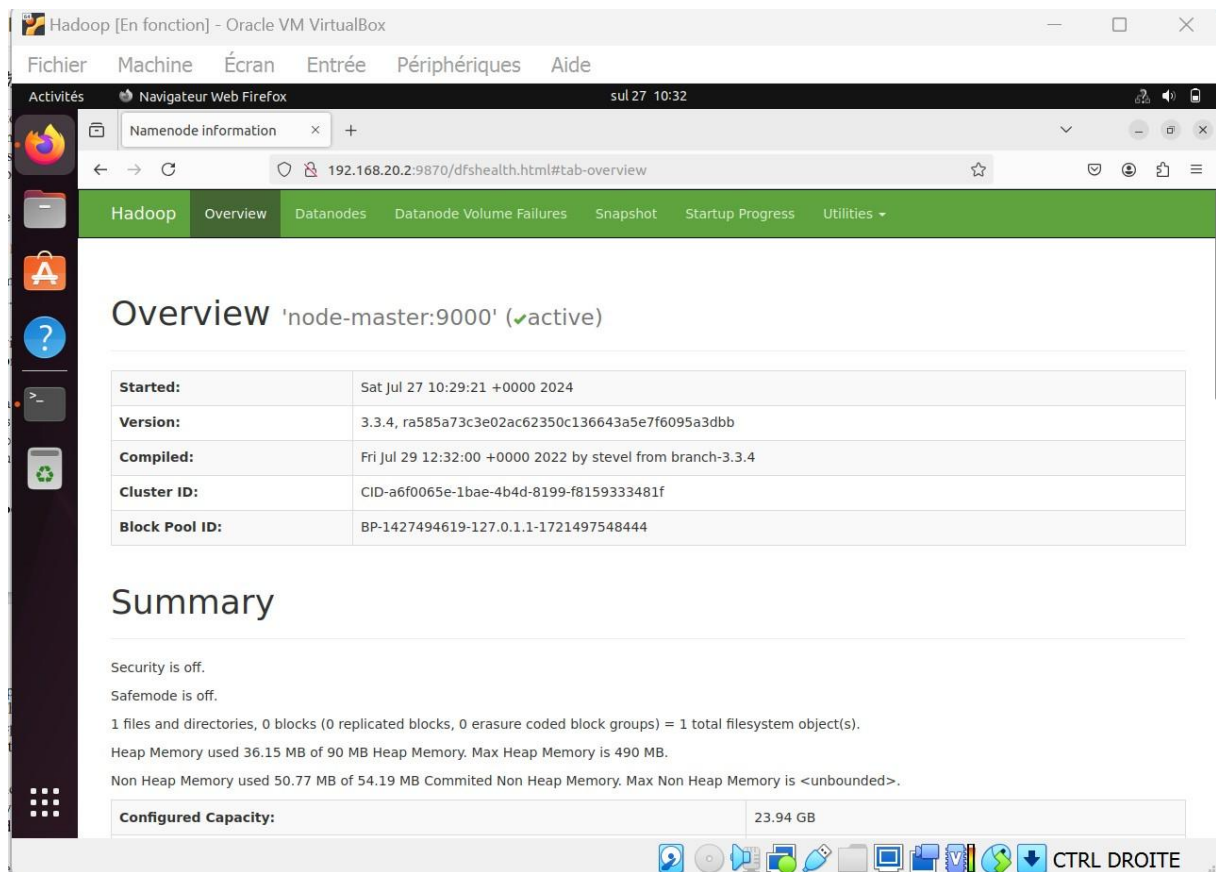 Hadoop [En fonction] - Oracle VM VirtualBox
Fichier Machine Écran Entrée Périphériques Aide
Activités Navigateur Web Firefox sul 27 10:32
Namenode information
192.168.20.2:9870/dfshealth.html#tab-overview
Hadoop Overview Datanodes Datanode Volume Failures Snapshot Startup Progress Utilities
Overview 'node-master:9000' (✔active)
Started: Sat Jul 27 10:29:21 +0000 2024
Version: 3.3.4, ra585a73c3e02ac62350c136643a5e7f6095a3dbb
Compiled: Fri Jul 29 12:32:00 +0000 2022 by stevel from branch-3.3.4
Cluster ID: CID-a6f0065e-1bae-4b4d-8199-f8159333481f
Block Pool ID: BP-1427494619-127.0.1.1-1721497548444
Summary
Security is off.
Safemode is off.
1 files and directories, 0 blocks (0 replicated blocks, 0 erasure coded block groups) = 1 total filesystem object(s).
Heap Memory used 36.15 MB of 90 MB Heap Memory. Max Heap Memory is 490 MB.
Non Heap Memory used 50.77 MB of 54.19 MB Commited Non Heap Memory. Max Non Heap Memory is <unbounded>.
Configured Capacity: 23.94 GB
CTRL DROITE